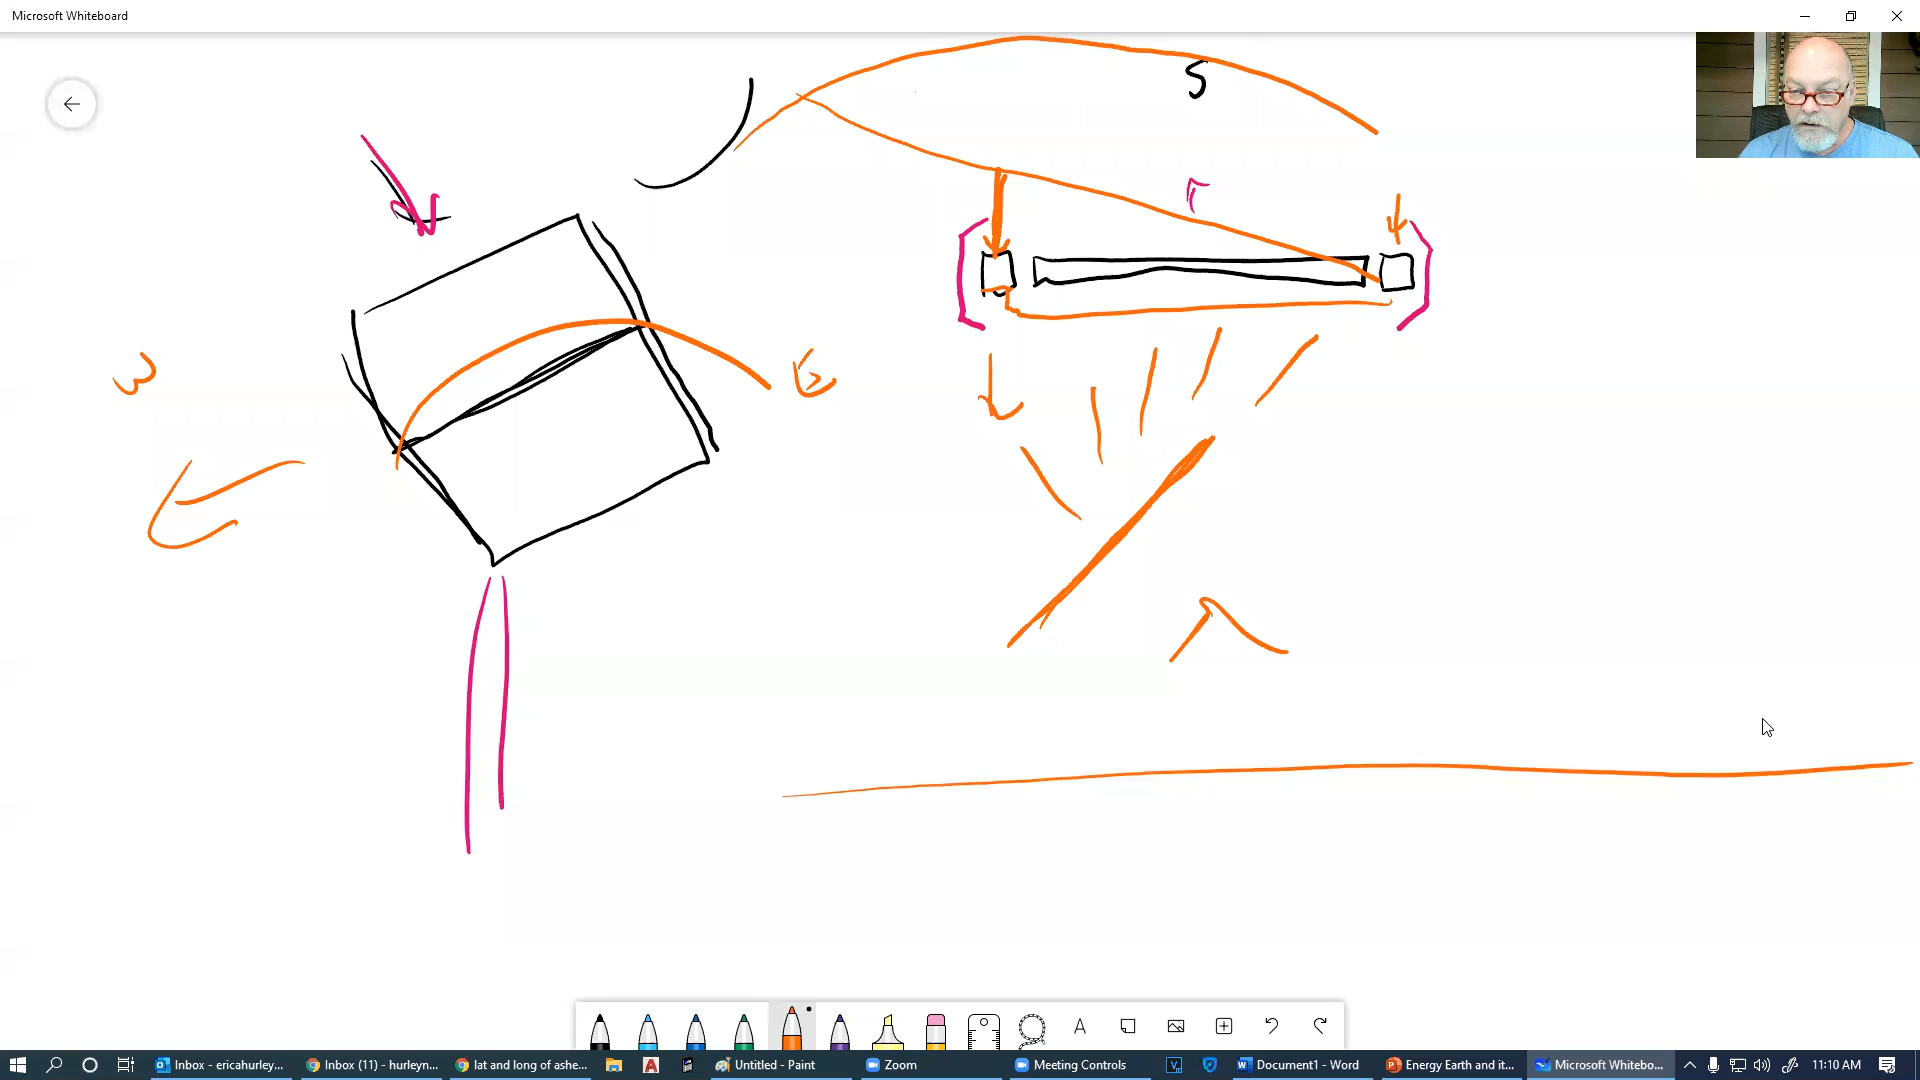 Microsoft Whiteboard
S
W
E
A
Inbox - ericahurley...
Inbox (11) - hurleyn...
lat and long of ashe...
Untitled - Paint
Zoom
Meeting Controls
Document1 - Word
Energy Earth and it...
Microsoft Whitebo...
11:10 AM